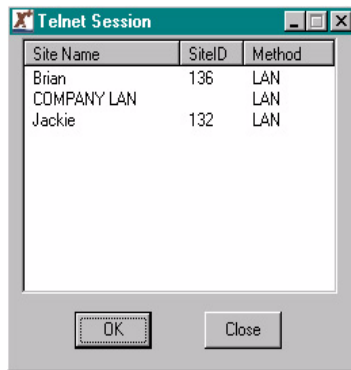 Telnet Session
Site Name SiteID Method
Brian 136 LAN
COMPANY LAN LAN
Jackie 132 LAN
OK Close